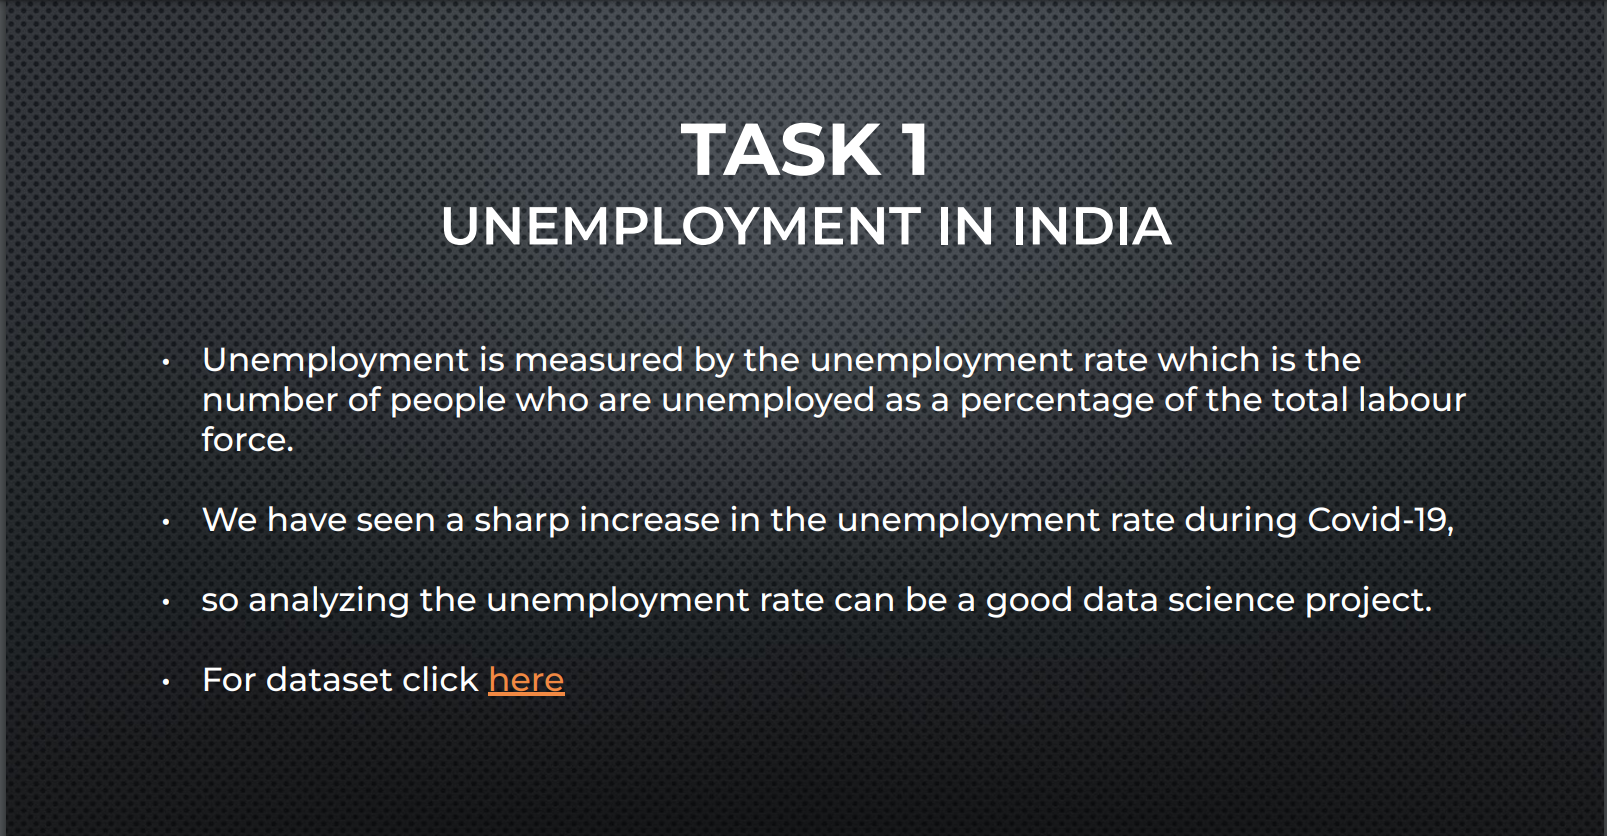 TASK 1
UNEMPLOYMENT IN INDIA
• Unemployment is measured by the unemployment rate which is the
number of people who are unemployed as a percentage of the total labour
force.
• We have seen a sharp increase in the unemployment rate during Covid-19,
• so analyzing the unemployment rate can be a good data science project.
• For dataset click here